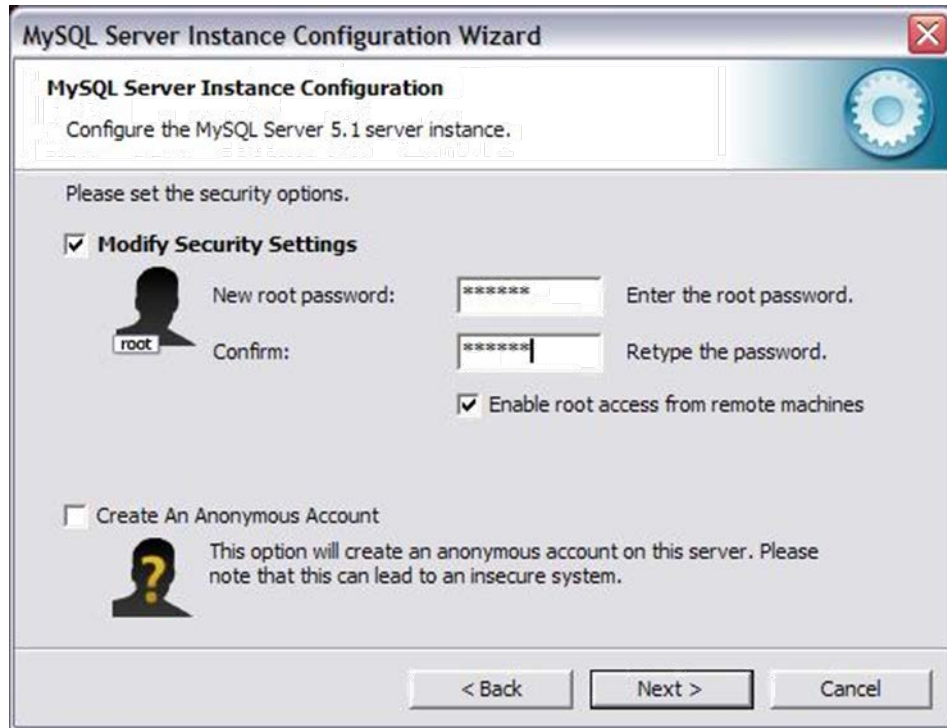 MySQL Server Instance Configuration Wizard
MySQL Server Instance Configuration
Configure the MySQL Server 5.1 server instance.
Please set the security options.
Modify Security Settings
root
New root password: ****** Enter the root password.
Confirm: ****** Retype the password.
Enable root access from remote machines
Create An Anonymous Account
This option will create an anonymous account on this server. Please
note that this can lead to an insecure system.
< Back Next > Cancel